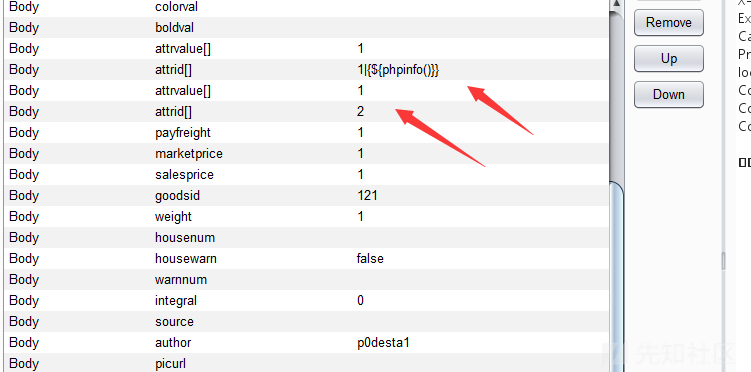 Body colorval
Body boldval
Body attrvalue[] 1
Body attrid[] 1|{${phpinfo()}}
Body attrvalue[] 1
Body attrid[] 2
Body payfreight 1
Body marketprice 1
Body salesprice 1
Body goodsid 121
Body weight 1
Body housenum
Body housewarn false
Body warnnum
Body integral 0
Body source
Body author p0desta1
Body picurl
Remove
Up
Down
Ex
Ca
Pr
loc
Co
Co
Co
先知社区